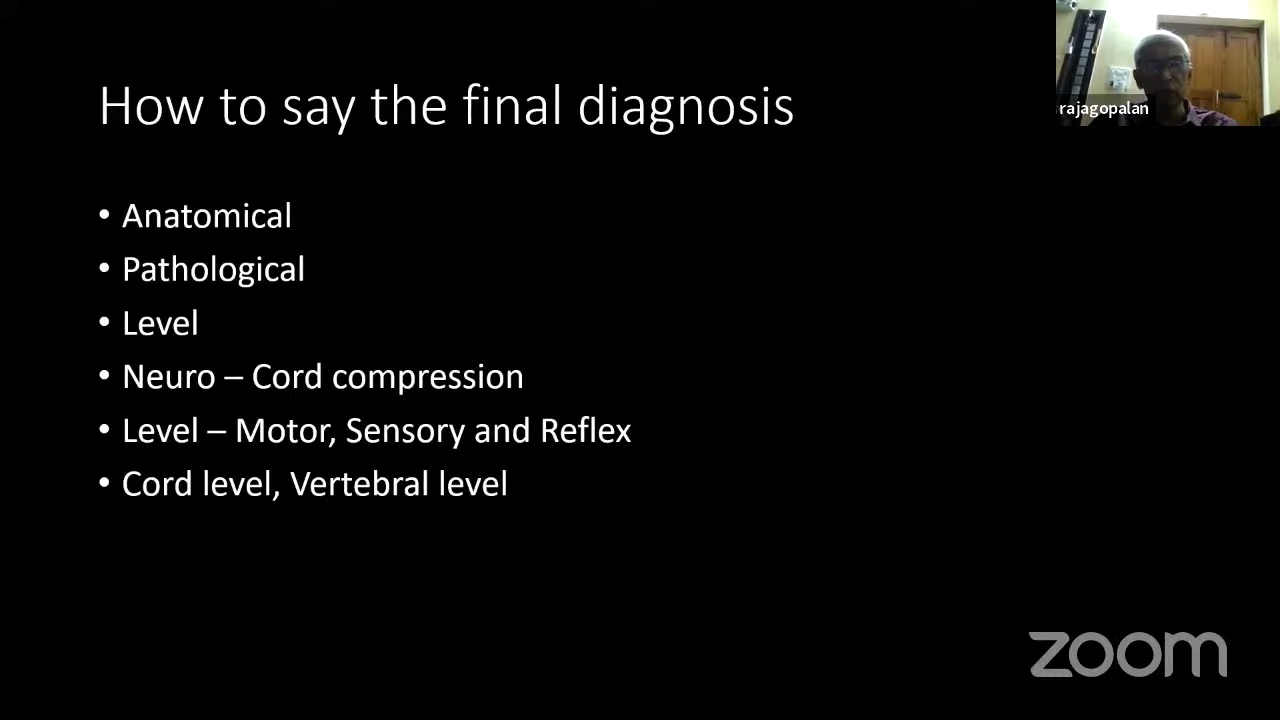 How to say the final diagnosis
rajagopalan
• Anatomical
• Pathological
• Level
• Neuro – Cord compression
• Level – Motor, Sensory and Reflex
• Cord level, Vertebral level
zoom